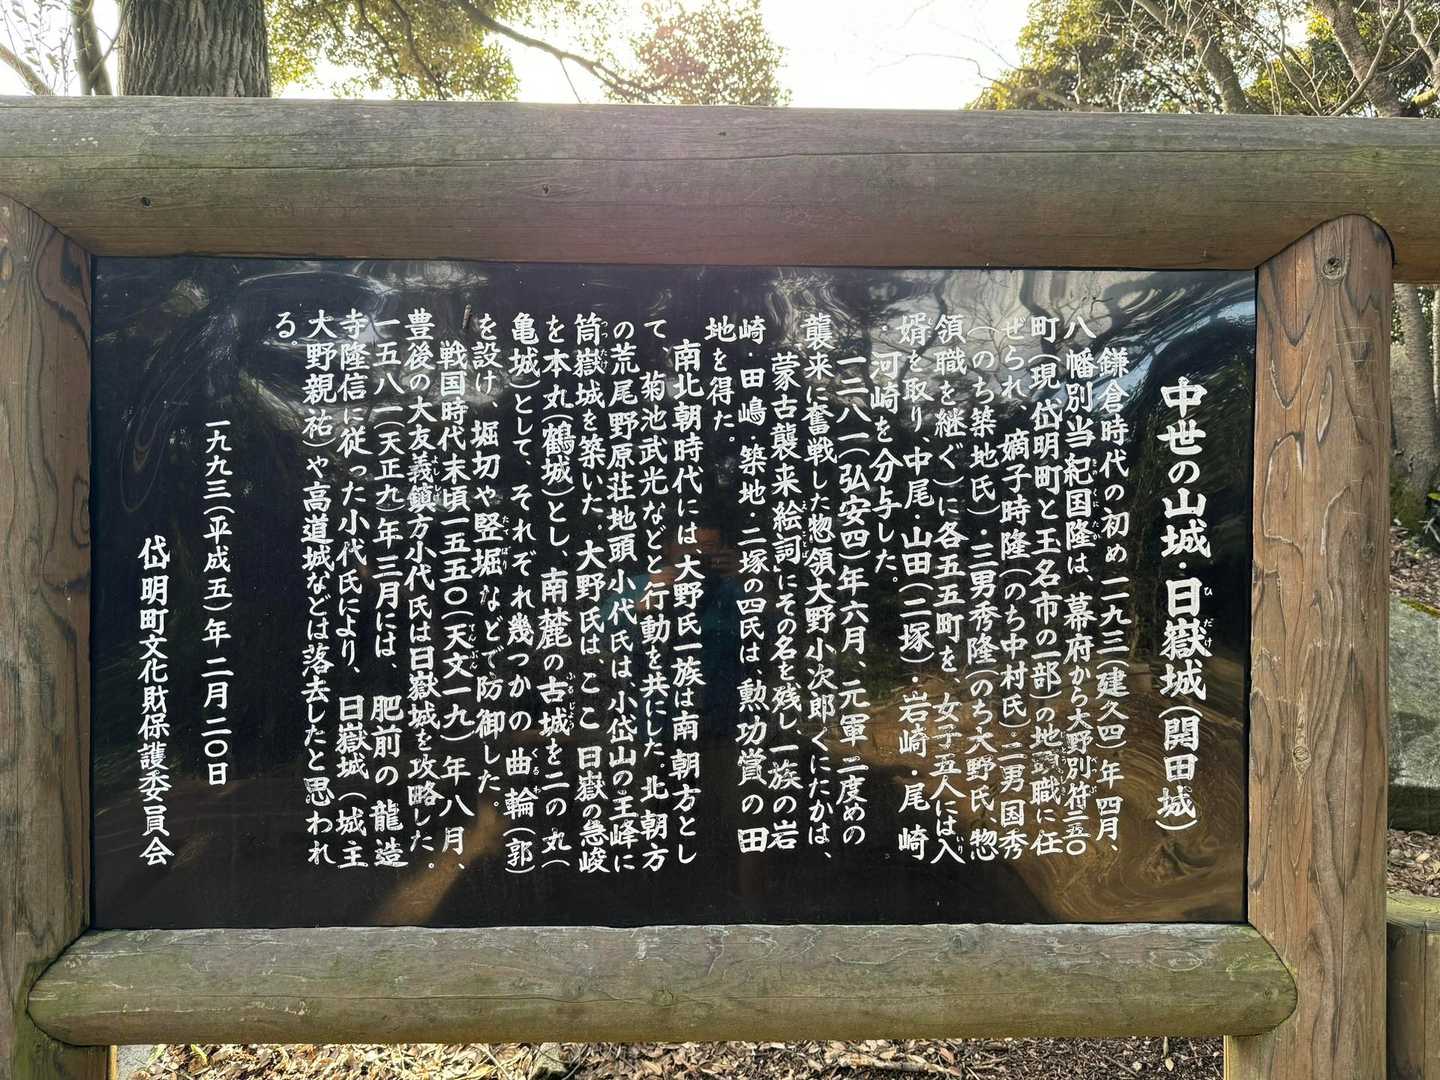 中世の山城・日嶽城(開田城)
鎌倉時代の初め一一九三(建久四)年四月、
八幡別当紀国隆は、幕府から大野別符二五〇
町(現、岱明町と玉名市の一部)の地頭職に任
ぜられ、嫡子時隆(のち中村氏)・二男国秀
(のち築地氏)・三男秀隆(のち大野氏、惣
領職を継ぐ)に各五五町を、女子五人には入
婿を取り、中尾・山田(二塚)・岩崎・尾崎
・河崎を分与した。
一二八一(弘安四)年六月、元軍二度めの
襲来に奮戦した惣領大野小次郎くにたかは、
蒙古襲来絵詞にその名を残し、一族の岩
崎・田嶋・築地・二塚の四氏は、勲功賞の田
地を得た。
南北朝時代には大野氏一族は南朝方とし
て、菊池武光などと行動を共にした。北朝方
の荒尾野原荘地頭小代氏は、小岱山の王峰に
筒嶽城を築いた。大野氏は、ここ日嶽の急峻
を本丸(鶴城)とし、南麓の古城を二の丸(
亀城)として、それぞれ幾つかの曲輪(郭)
を設け、堀切や竪堀などで防御した。
戦国時代末頃一五五〇(天文一九)年八月、
豊後の大友義鎮方小代氏は日嶽城を攻略した。
一五八一(天正九)年三月には、肥前の龍造
寺隆信に従った小代氏により、日嶽城(城主
大野親祐)や高道城などは落去したと思われ
る。
一九九三(平成五)年二月二〇日
岱明町文化財保護委員会